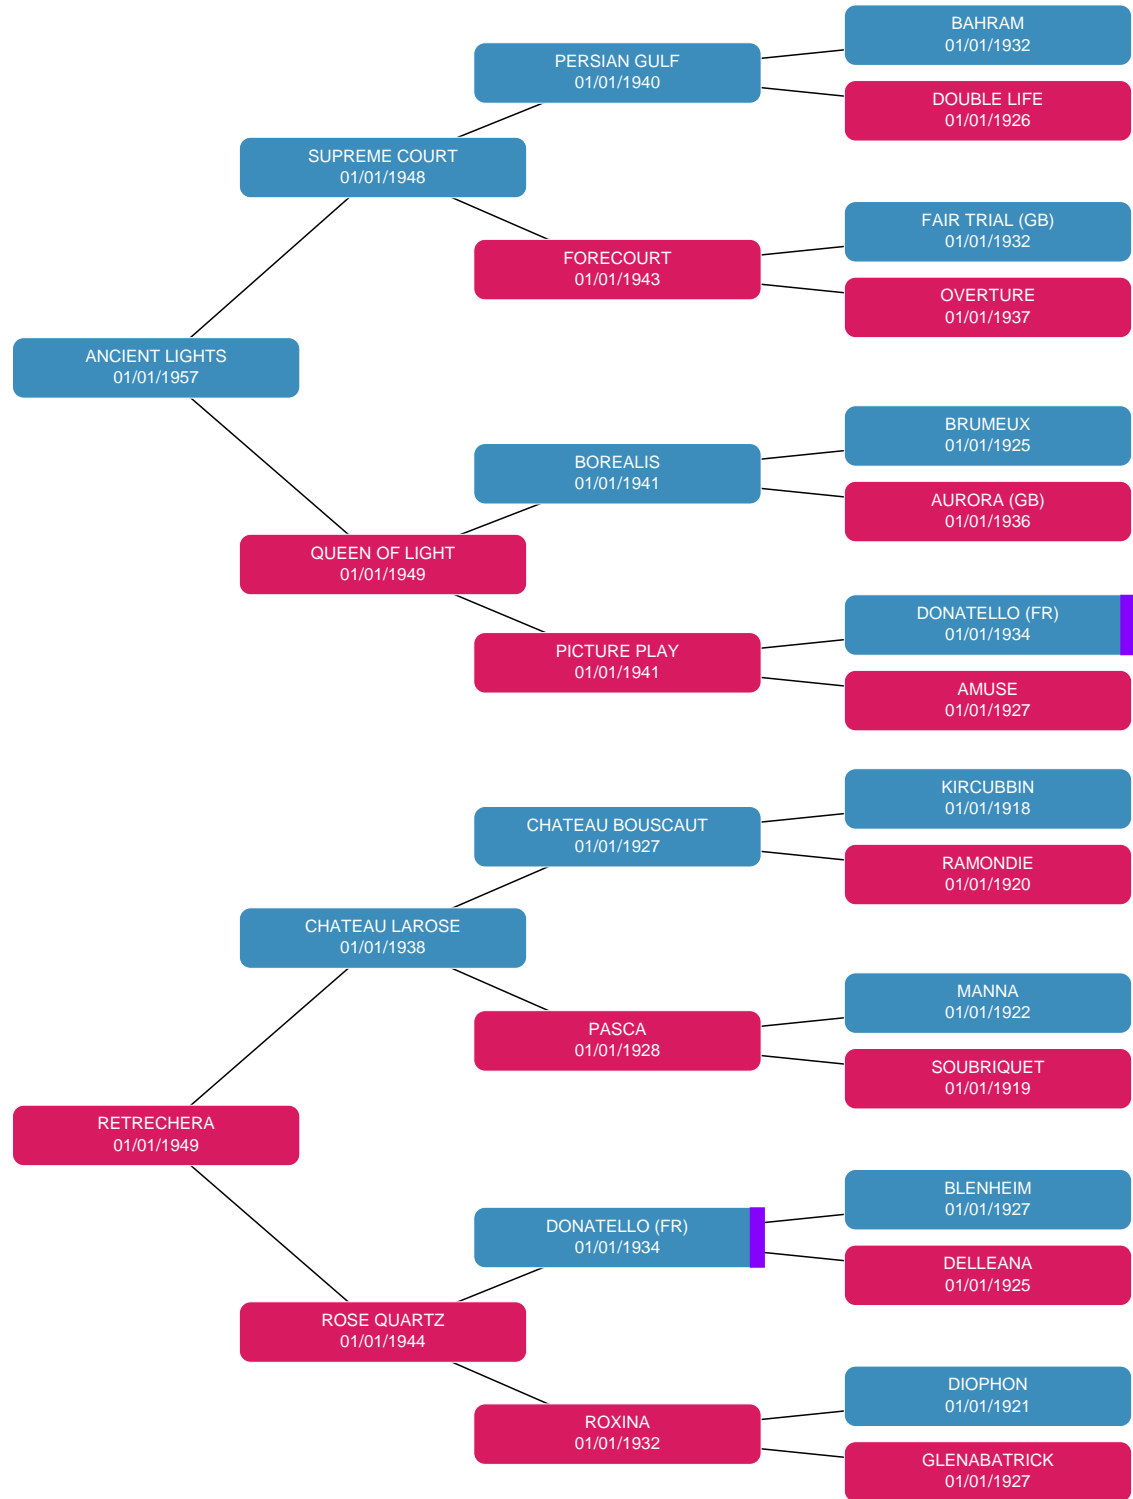 BAHRAM
01/01/1932
PERSIAN GULF
01/01/1940
DOUBLE LIFE
01/01/1926
SUPREME COURT
01/01/1948
FAIR TRIAL (GB)
01/01/1932
FORECOURT
01/01/1943
OVERTURE
01/01/1937
ANCIENT LIGHTS
01/01/1957
BRUMEUX
01/01/1925
BOREALIS
01/01/1941
AURORA (GB)
01/01/1936
QUEEN OF LIGHT
01/01/1949
DONATELLO (FR)
01/01/1934
PICTURE PLAY
01/01/1941
AMUSE
01/01/1927
KIRCUBBIN
01/01/1918
CHATEAU BOUSCAUT
01/01/1927
RAMONDIE
01/01/1920
CHATEAU LAROSE
01/01/1938
MANNA
01/01/1922
PASCA
01/01/1928
SOUBRIQUET
01/01/1919
RETRECHERA
01/01/1949
BLENHEIM
01/01/1927
DONATELLO (FR)
01/01/1934
DELLEANA
01/01/1925
ROSE QUARTZ
01/01/1944
DIOPHON
01/01/1921
ROXINA
01/01/1932
GLENABATRICK
01/01/1927